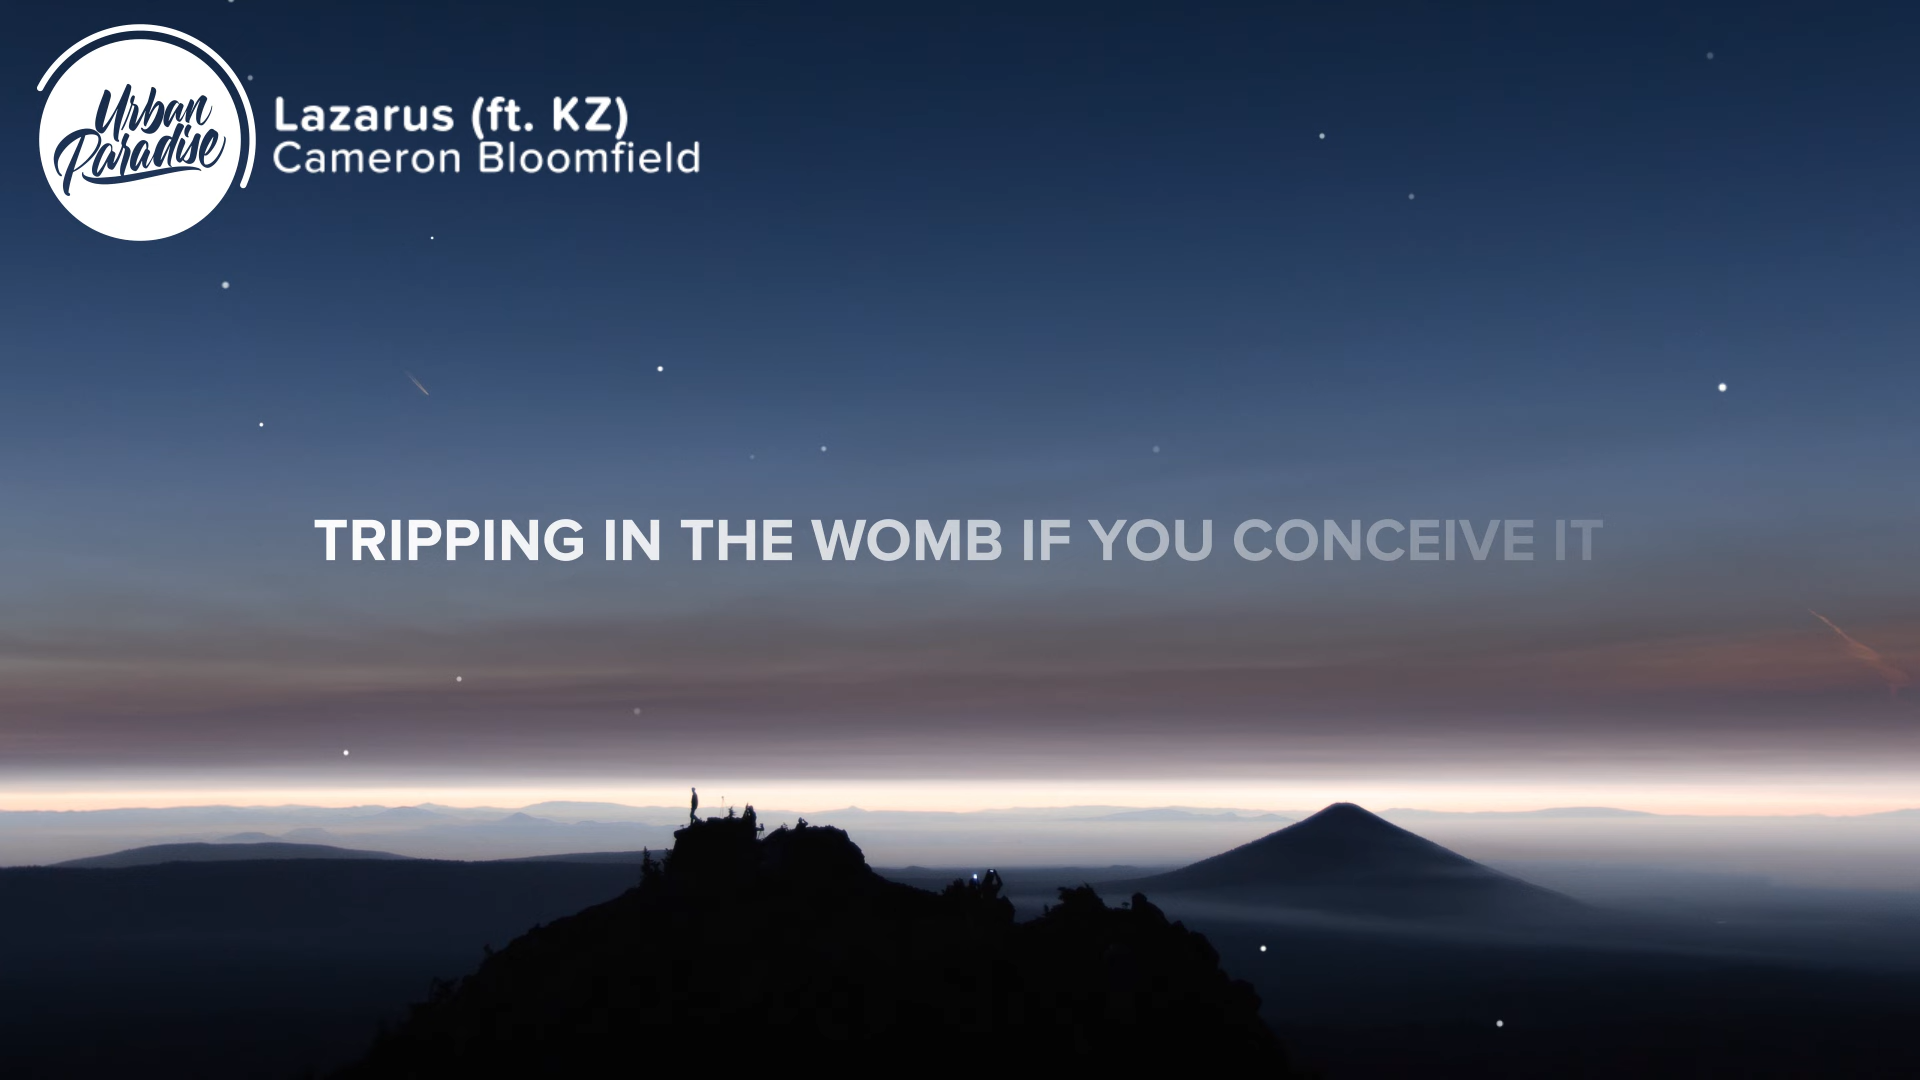 Urban
Paradise
Lazarus (ft. KZ)
Cameron Bloomfield
TRIPPING IN THE WOMB IF YOU CONCEIVE IT